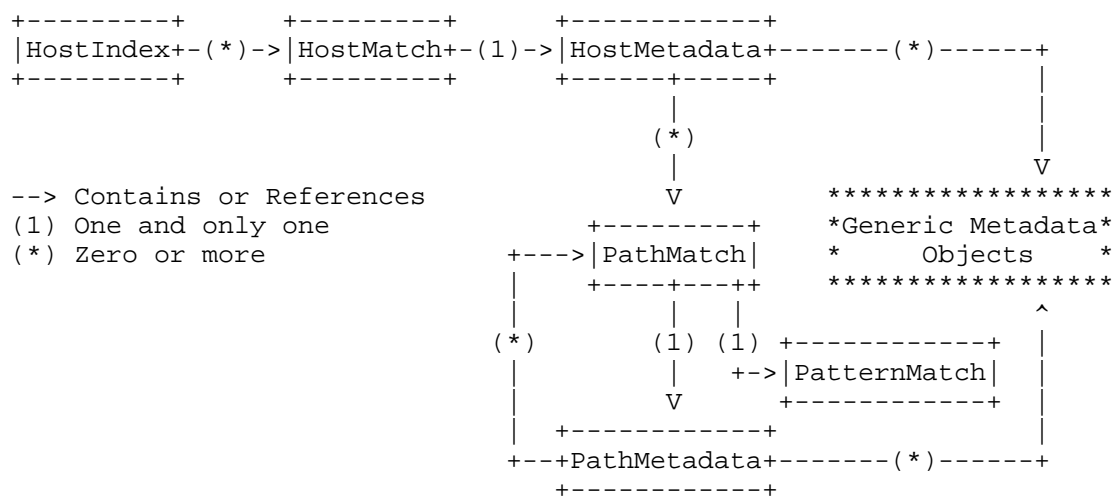 +---------+      +---------+      +------------+
|HostIndex+-(*)->|HostMatch+-(1)->|HostMetadata+-------(*)------+
+---------+      +---------+      +------+-----+                |
                                         |                      |
                                        (*)                     |
                                         |                      V
--> Contains or References               V         ******************
(1) One and only one                +---------+    *Generic Metadata*
(*) Zero or more               +--->|PathMatch|    *     Objects    *
                               |    +----+---++    ******************
                               |         |   |                  ^
                              (*)       (1) (1) +------------+  |
                               |         |   +->|PatternMatch|  |
                               |         V      +------------+  |
                               |  +------------+                |
                               +--+PathMetadata+-------(*)------+
                                  +------------+